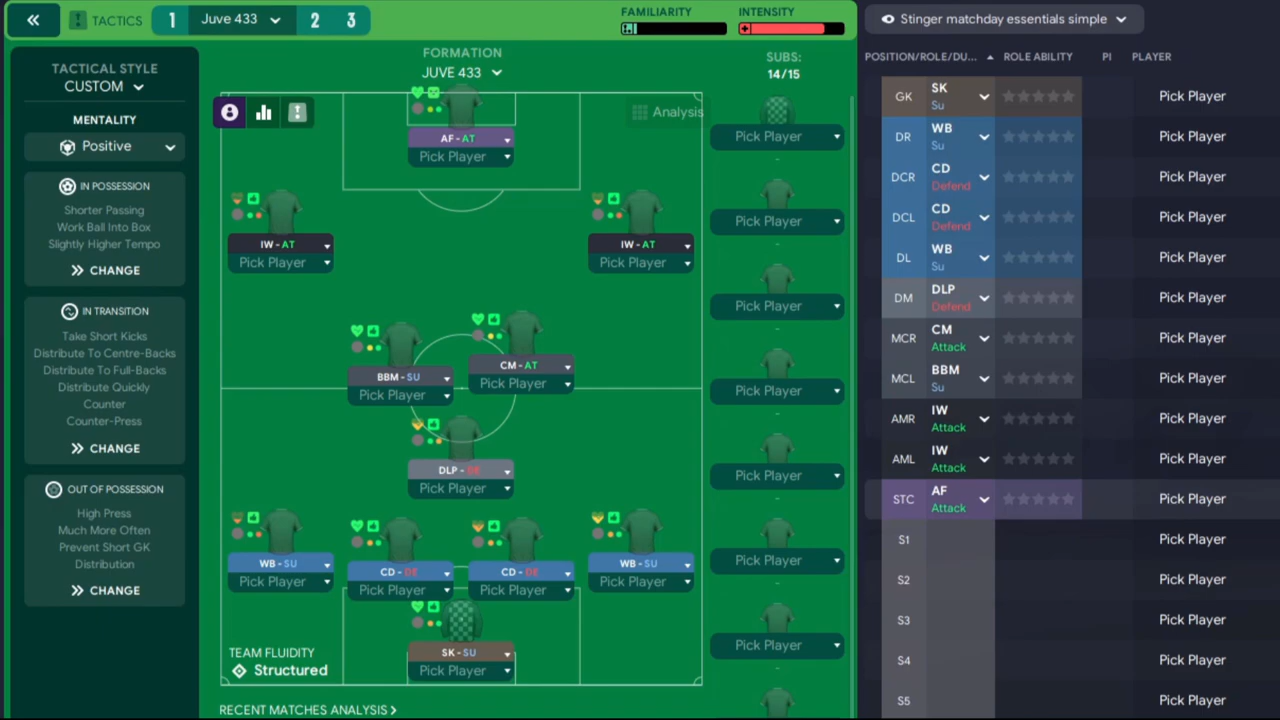 TACTICS
1
Juve 433
2
3
FAMILIARITY
INTENSITY
TACTICAL STYLE
CUSTOM
MENTALITY
Positive
IN POSSESSION
Shorter Passing
Work Ball Into Box
Slightly Higher Tempo
CHANGE
IN TRANSITION
Take Short Kicks
Distribute To Centre-Backs
Distribute To Full-Backs
Distribute Quickly
Counter
Counter-Press
CHANGE
OUT OF POSSESSION
High Press
Much More Often
Prevent Short GK
Distribution
CHANGE
FORMATION
JUVE 433
Analysis
AF - AT
Pick Player
IW - AT
Pick Player
IW - AT
Pick Player
CM - AT
Pick Player
BBM - SU
Pick Player
DLP - DE
Pick Player
WB - SU
Pick Player
CD - DE
Pick Player
CD - DE
Pick Player
WB - SU
Pick Player
SK - SU
Pick Player
TEAM FLUIDITY
Structured
RECENT MATCHES ANALYSIS
SUBS:
14/15
Pick Player
-
Pick Player
-
Pick Player
-
Pick Player
-
Pick Player
-
Pick Player
-
Pick Player
-
Stinger matchday essentials simple
POSITION/ROLE/DU... ROLE ABILITY PI PLAYER
GK SK Su Pick Player
DR WB Su Pick Player
DCR CD Defend Pick Player
DCL CD Defend Pick Player
DL WB Su Pick Player
DM DLP Defend Pick Player
MCR CM Attack Pick Player
MCL BBM Su Pick Player
AMR IW Attack Pick Player
AML IW Attack Pick Player
STC AF Attack Pick Player
S1 Pick Player
S2 Pick Player
S3 Pick Player
S4 Pick Player
S5 Pick Player